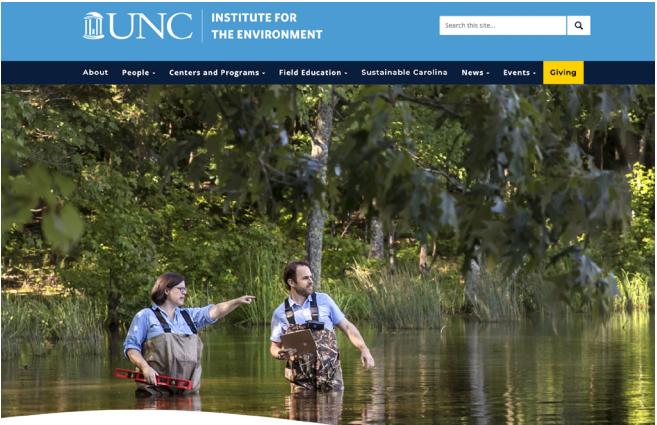 UNC
INSTITUTE FOR
THE ENVIRONMENT
Search this site...
About People Centers and Programs Field Education Sustainable Carolina News Events Giving